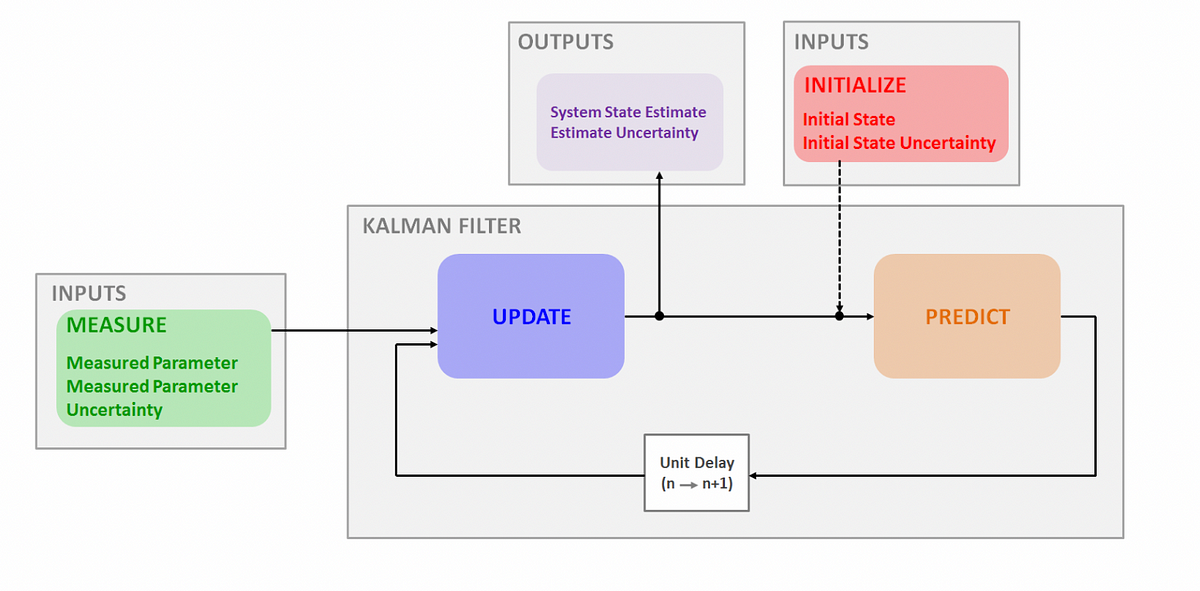 OUTPUTS
System State Estimate
Estimate Uncertainty
INPUTS
INITIALIZE
Initial State
Initial State Uncertainty
KALMAN FILTER
INPUTS
MEASURE
Measured Parameter
Measured Parameter
Uncertainty
UPDATE
PREDICT
Unit Delay
(n → n+1)